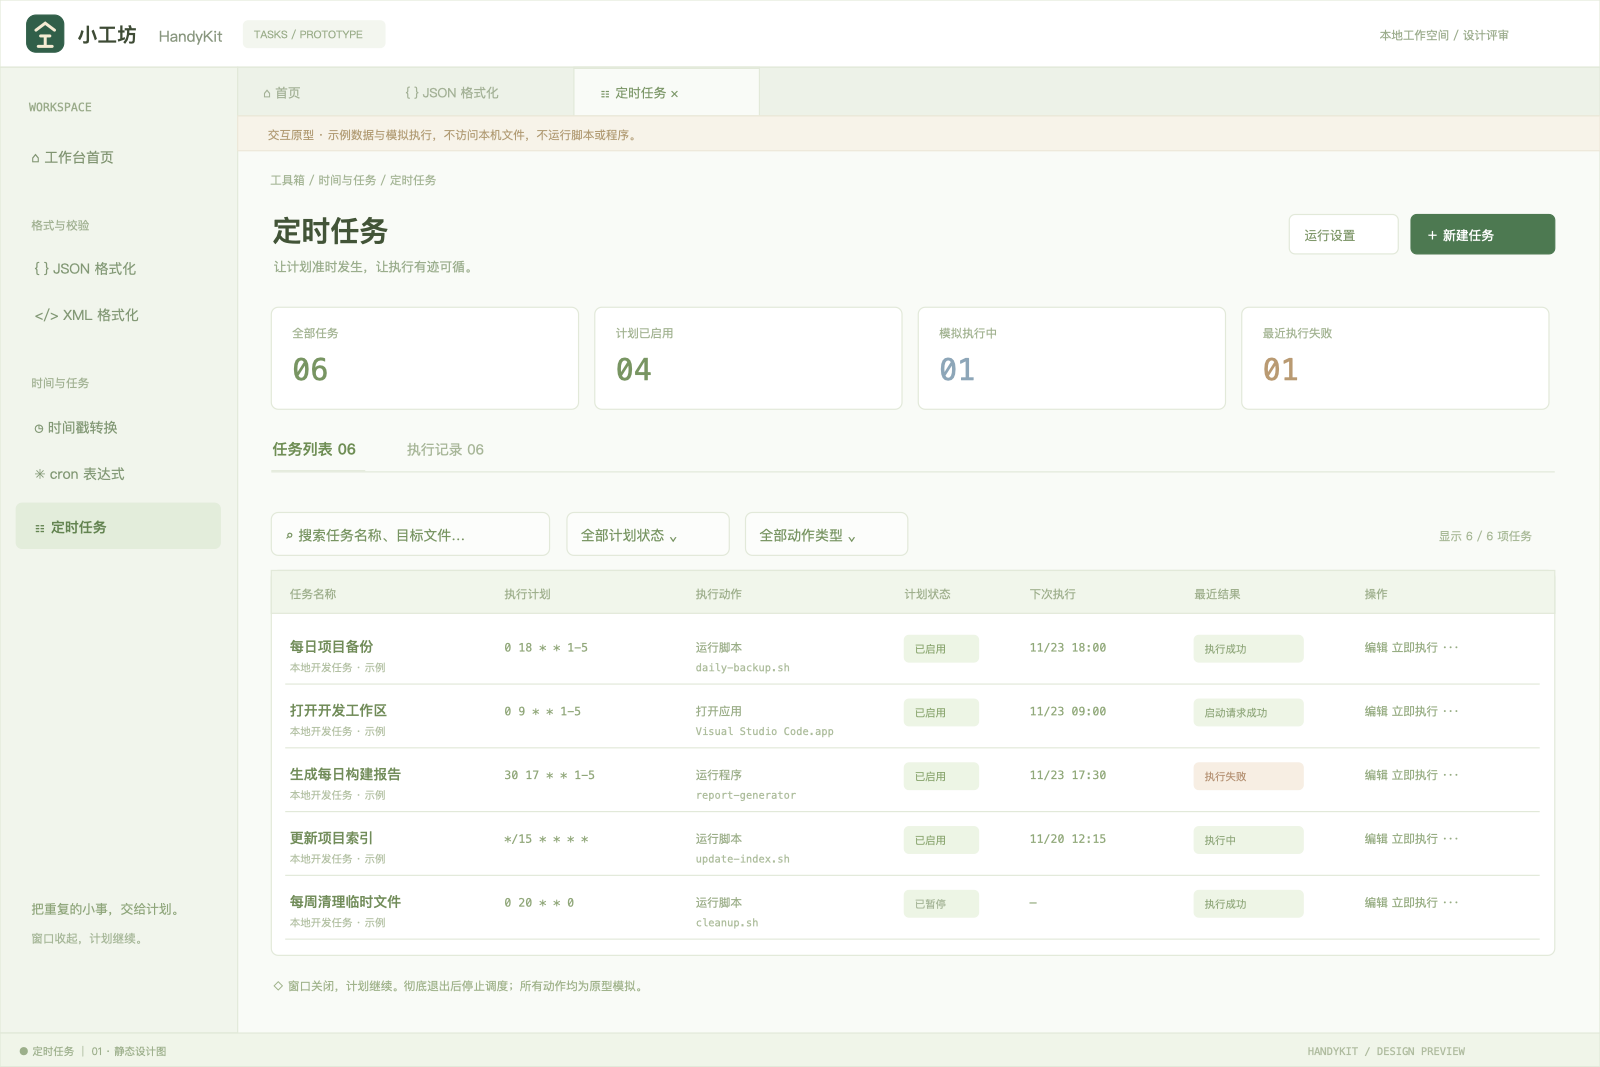 小工坊 HandyKit TASKS / PROTOTYPE 本地工作空间 / 设计评审
WORKSPACE
⌂ 工作台首页
格式与校验
{ } JSON 格式化
</> XML 格式化
时间与任务
◷ 时间戳转换
✳ cron 表达式
☷ 定时任务
把重复的小事，交给计划。
窗口收起，计划继续。
⌂ 首页 { } JSON 格式化 ☷ 定时任务 ×
交互原型 · 示例数据与模拟执行，不访问本机文件，不运行脚本或程序。
工具箱 / 时间与任务 / 定时任务
定时任务
让计划准时发生，让执行有迹可循。
运行设置 + 新建任务
全部任务 计划已启用 模拟执行中 最近执行失败
06 04 01 01
任务列表 06 执行记录 06
⌕ 搜索任务名称、目标文件... 全部计划状态 ⌄ 全部动作类型 ⌄ 显示 6 / 6 项任务
任务名称 执行计划 执行动作 计划状态 下次执行 最近结果 操作
每日项目备份 0 18 * * 1-5 运行脚本 已启用 11/23 18:00 执行成功 编辑 立即执行 ···
本地开发任务 · 示例 daily-backup.sh
打开开发工作区 0 9 * * 1-5 打开应用 已启用 11/23 09:00 启动请求成功 编辑 立即执行 ···
本地开发任务 · 示例 Visual Studio Code.app
生成每日构建报告 30 17 * * 1-5 运行程序 已启用 11/23 17:30 执行失败 编辑 立即执行 ···
本地开发任务 · 示例 report-generator
更新项目索引 */15 * * * * 运行脚本 已启用 11/20 12:15 执行中 编辑 立即执行 ···
本地开发任务 · 示例 update-index.sh
每周清理临时文件 0 20 * * 0 运行脚本 已暂停 — 执行成功 编辑 立即执行 ···
本地开发任务 · 示例 cleanup.sh
◇ 窗口关闭，计划继续。彻底退出后停止调度；所有动作均为原型模拟。
● 定时任务 | 01 · 静态设计图 HANDYKIT / DESIGN PREVIEW